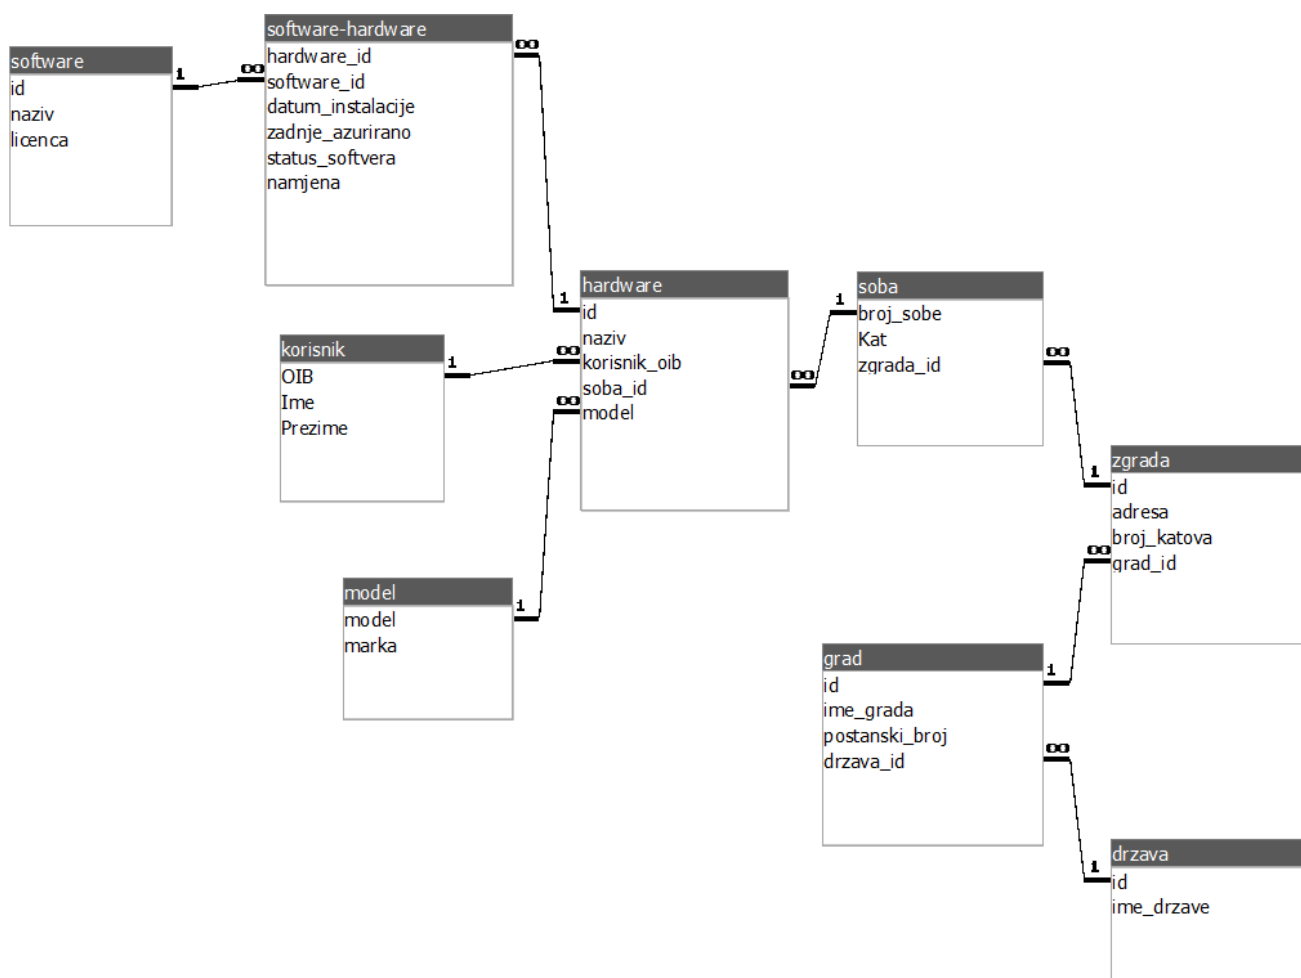 software
id
naziv
licenca
software-hardware
hardware_id
software_id
datum_instalacije
zadnje_azurirano
status_softvera
namjena
1
∞
∞
1
hardware
id
naziv
korisnik_oib
soba_id
model
korisnik
OIB
Ime
Prezime
1
∞
∞
model
model
marka
1
∞
1
soba
broj_sobe
Kat
zgrada_id
∞
1
zgrada
id
adresa
broj_katova
grad_id
∞
1
grad
id
ime_grada
postanski_broj
drzava_id
∞
1
drzava
id
ime_drzave